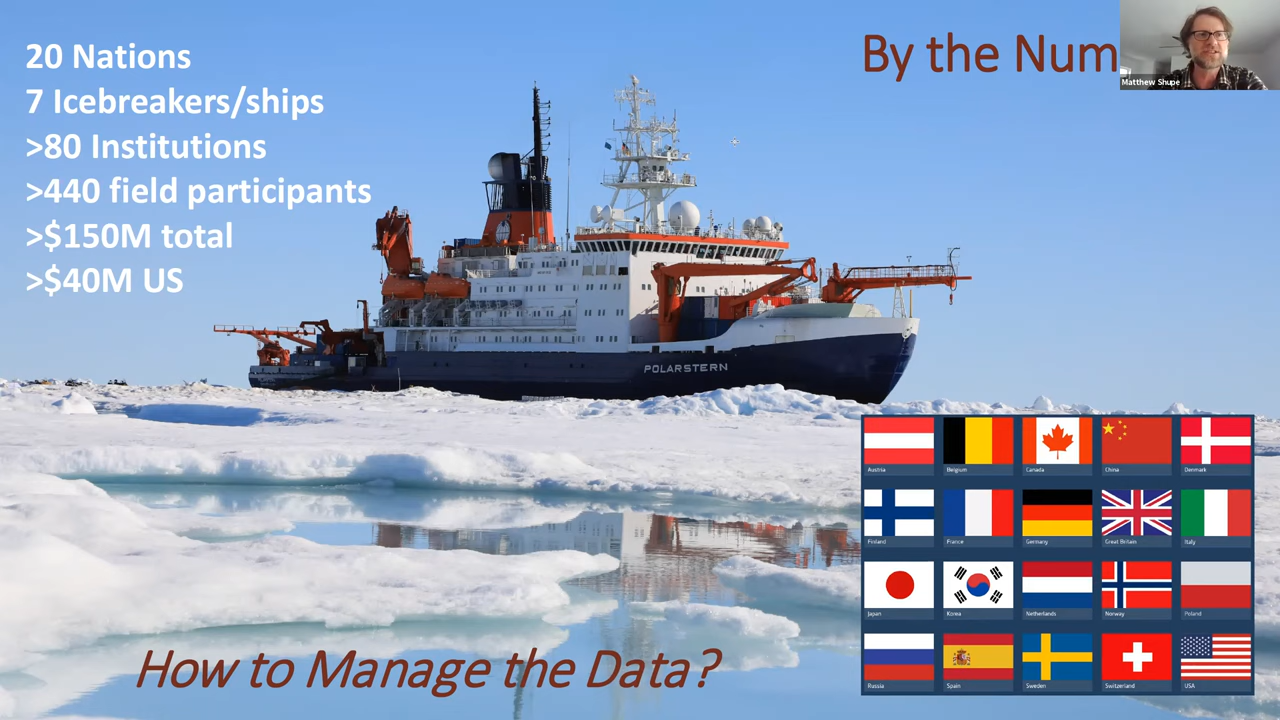 20 Nations
7 Icebreakers/ships
>80 Institutions
>440 field participants
>$150M total
>$40M US
By the Num
Matthew Shupe
POLARSTERN
Austria
Belgium
Canada
China
Denmark
Finland
France
Germany
Great Britain
Italy
Japan
Korea
Netherlands
Norway
Poland
Russia
Spain
Sweden
Switzerland
USA
How to Manage the Data?